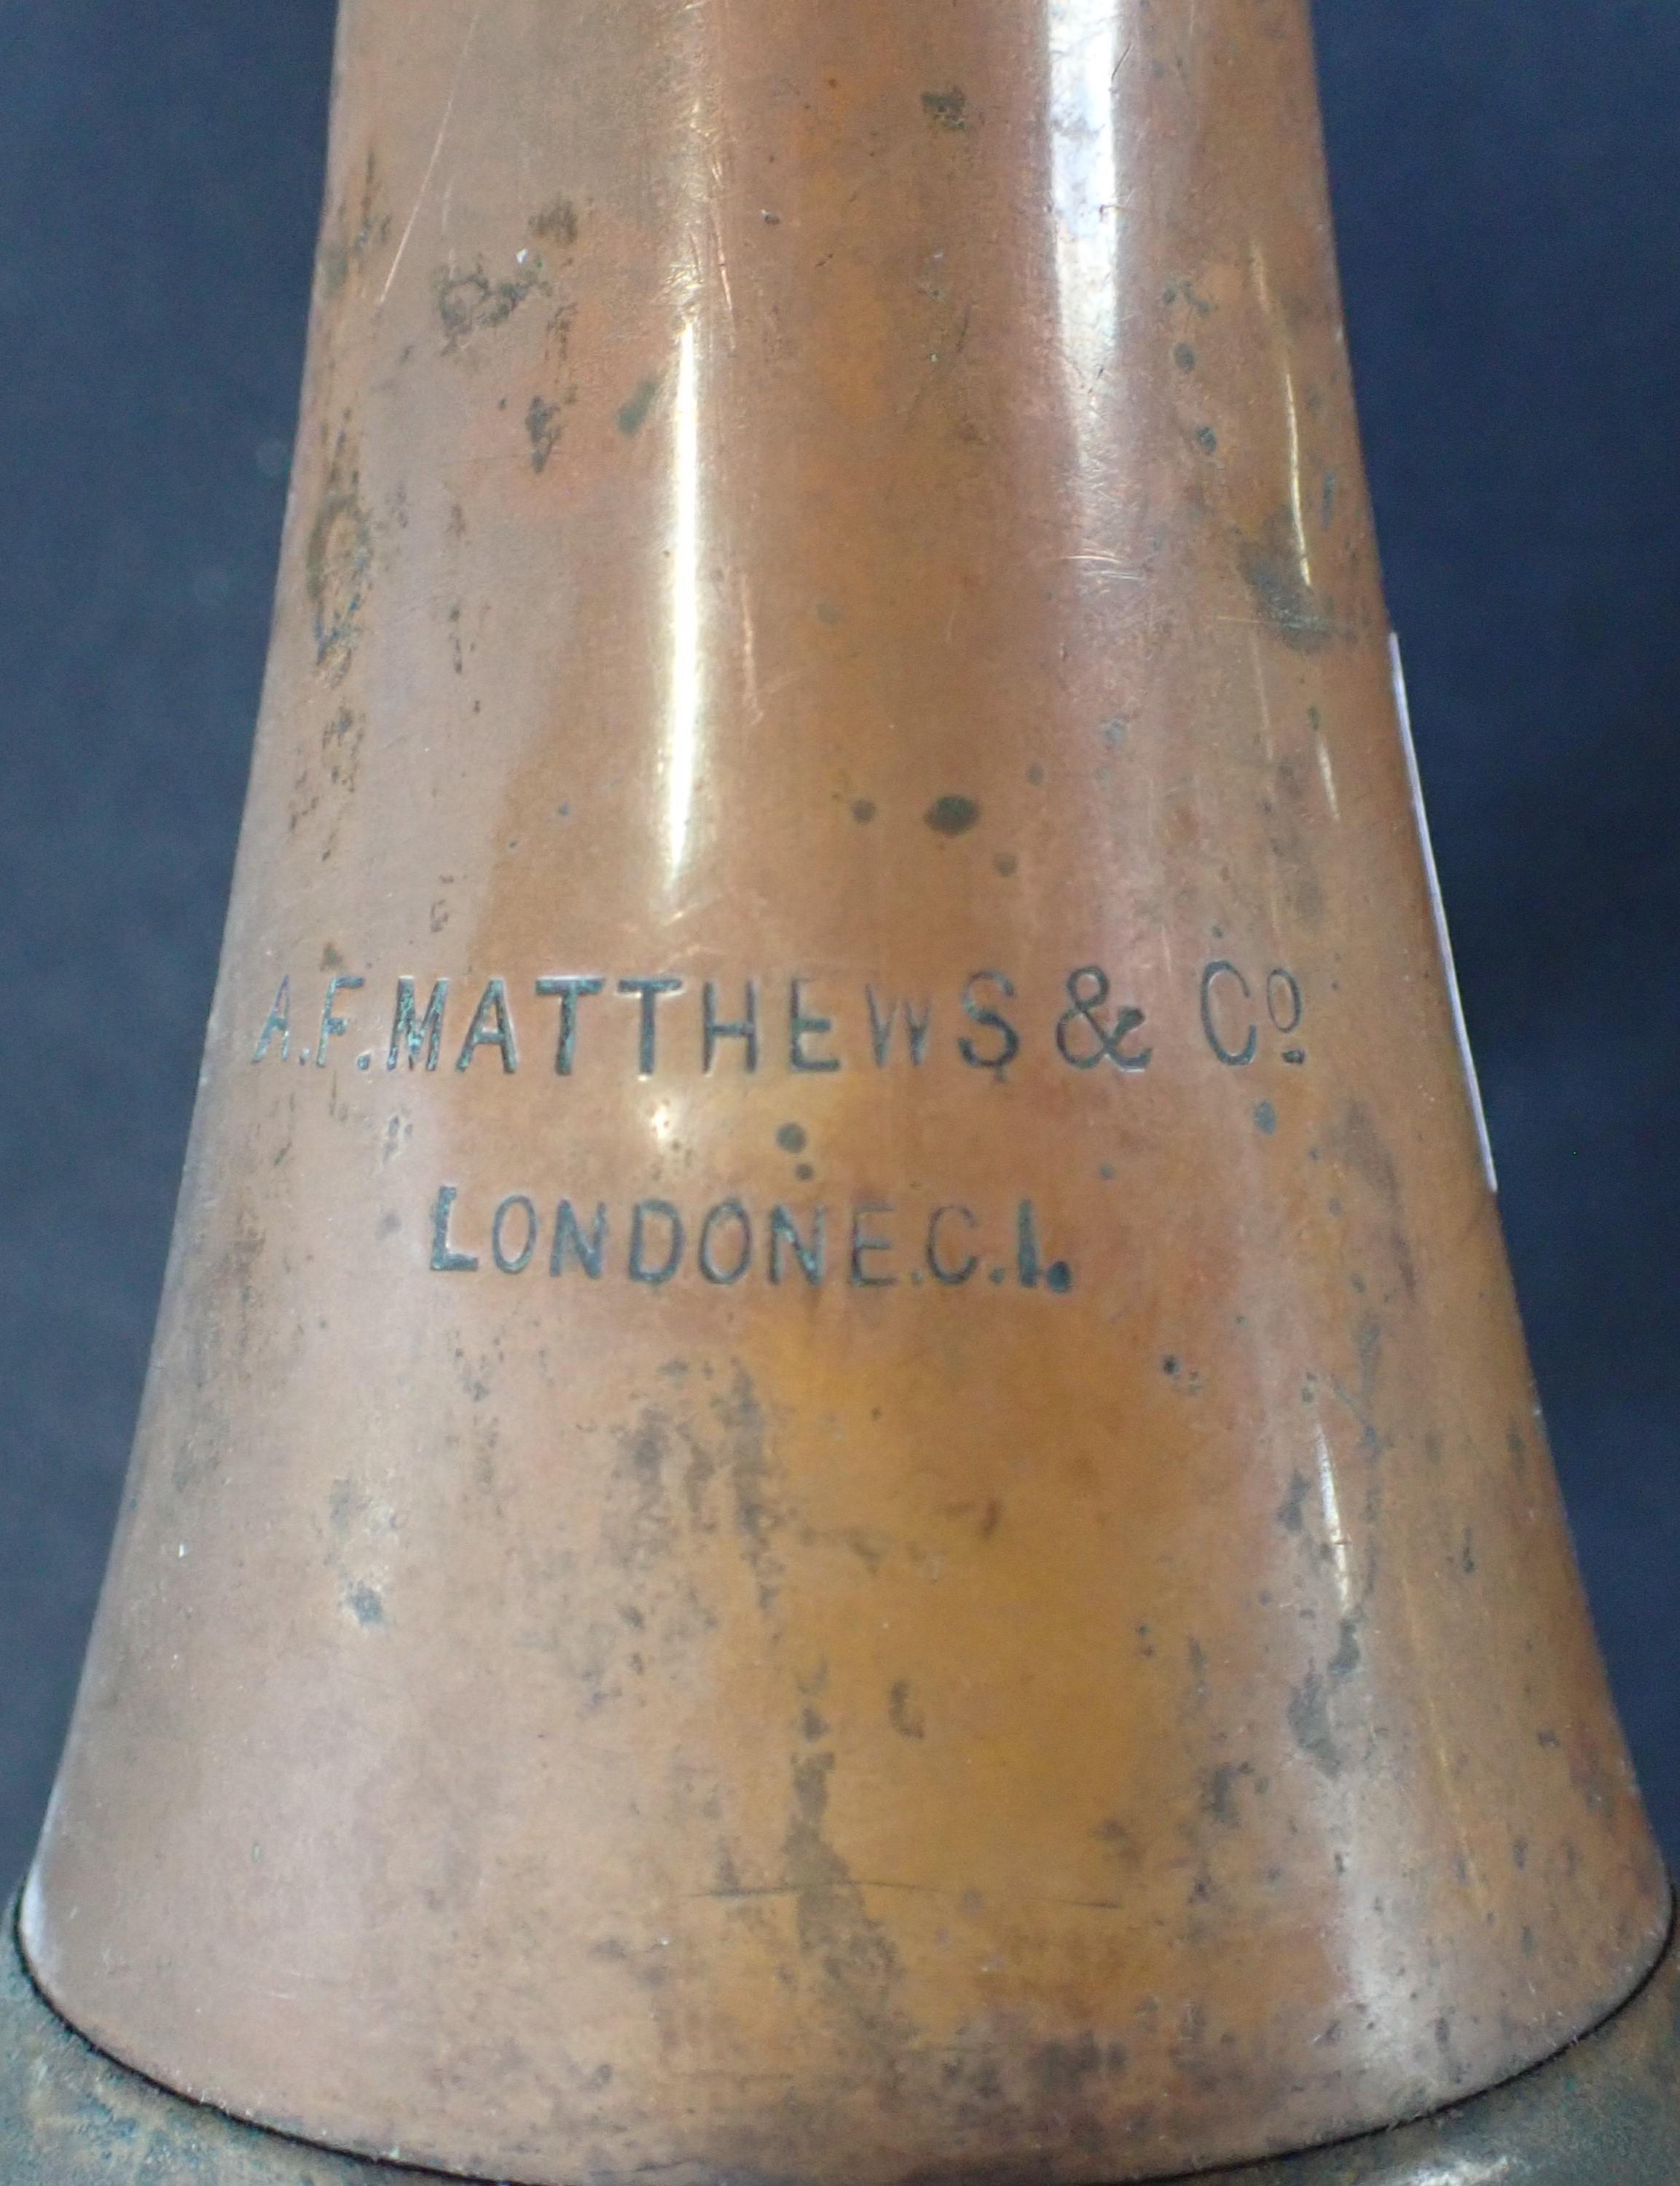 A.F.MATTHEWS & Cº
LONDON E.C.1.